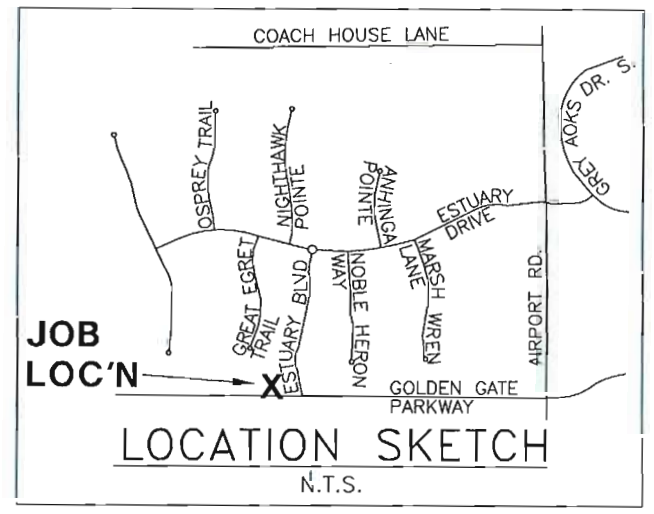 COACH HOUSE LANE
GREY AOKS DR. S.
OSPREY TRAIL
NIGHTHAWK
POINTE
ANHINGA
POINTE
ESTUARY
DRIVE
GREAT EGRET
TRAIL
ESTUARY BLVD
NOBLE HERON
WAY
MARSH WREN
LANE
AIRPORT RD.
JOB
LOC'N
X
GOLDEN GATE
PARKWAY
LOCATION SKETCH
N.T.S.